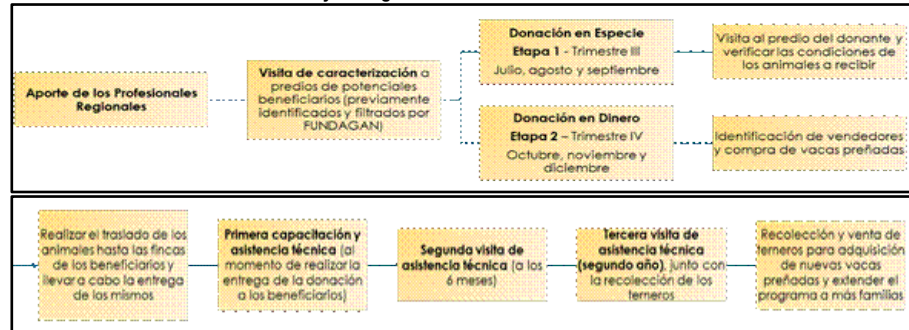 Aporte de los Profesionales
Regionales
Visita de caracterización a
predios de potenciales
beneficiarios (previamente
identificados y filtrados por
FUNDAGAN)
Donación en Especie
Etapa 1 - Trimestre III
Julio, agosto y septiembre
Visita al predio del donante y
verificar las condiciones de
los animales a recibir
Donación en Dinero
Etapa 2 – Trimestre IV
Octubre, noviembre y
diciembre
Identificación de vendedores
y compra de vacas preñadas
Realizar el traslado de los
animales hasta las fincas
de los beneficiarios y
llevar a cabo la entrega
de los mismos
Primera capacitación y
asistencia técnica (al
momento de realizar la
entrega de la donación
a los beneficiarios)
Segunda visita de
asistencia técnica (a los
6 meses)
Tercera visita de
asistencia técnica
(segundo año), junto con
la recolección de los
terneros
Recolección y venta de
terneros para adquisición
de nuevas vacas
preñadas y extender el
programa a más familias